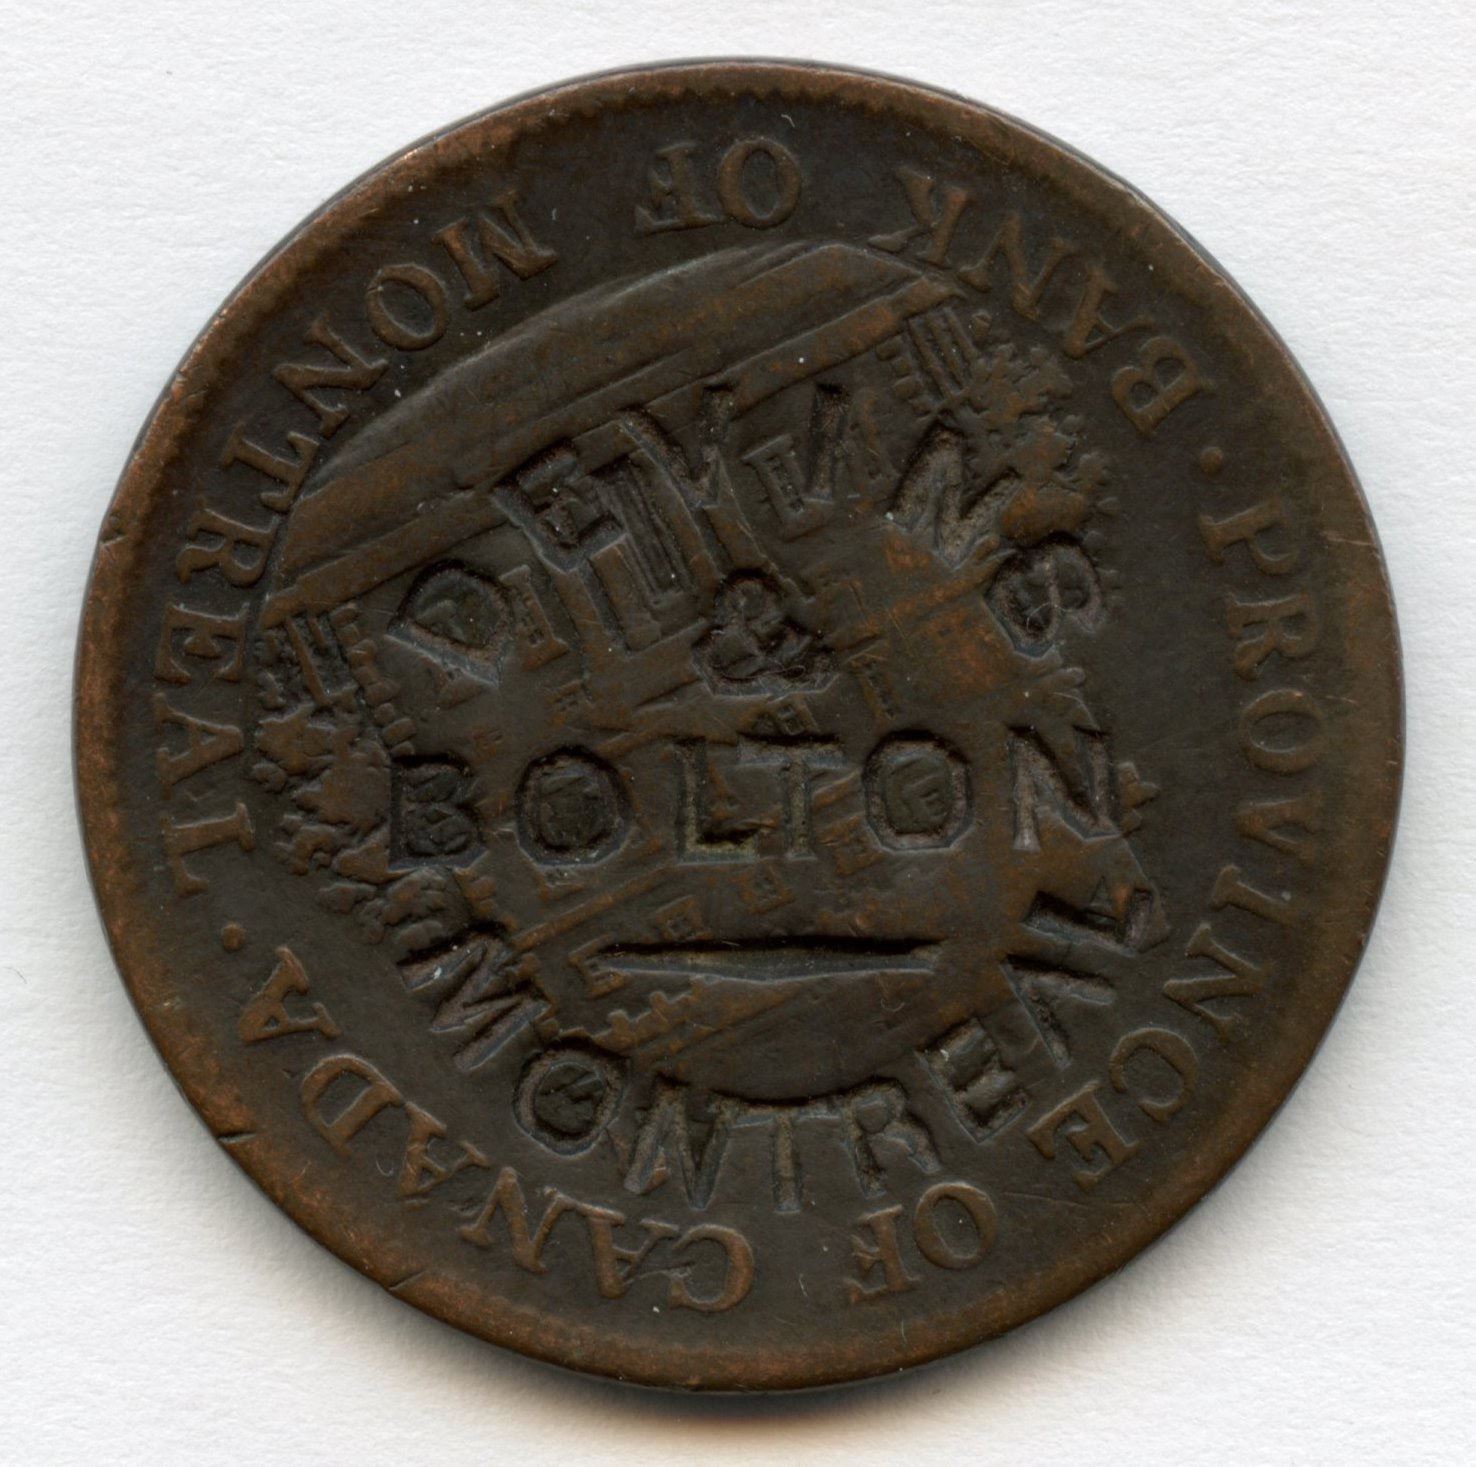 PROVINCE OF CANADA.
BANK OF MONTREAL.
DEVINS
&
BOLTON
MONTREAL